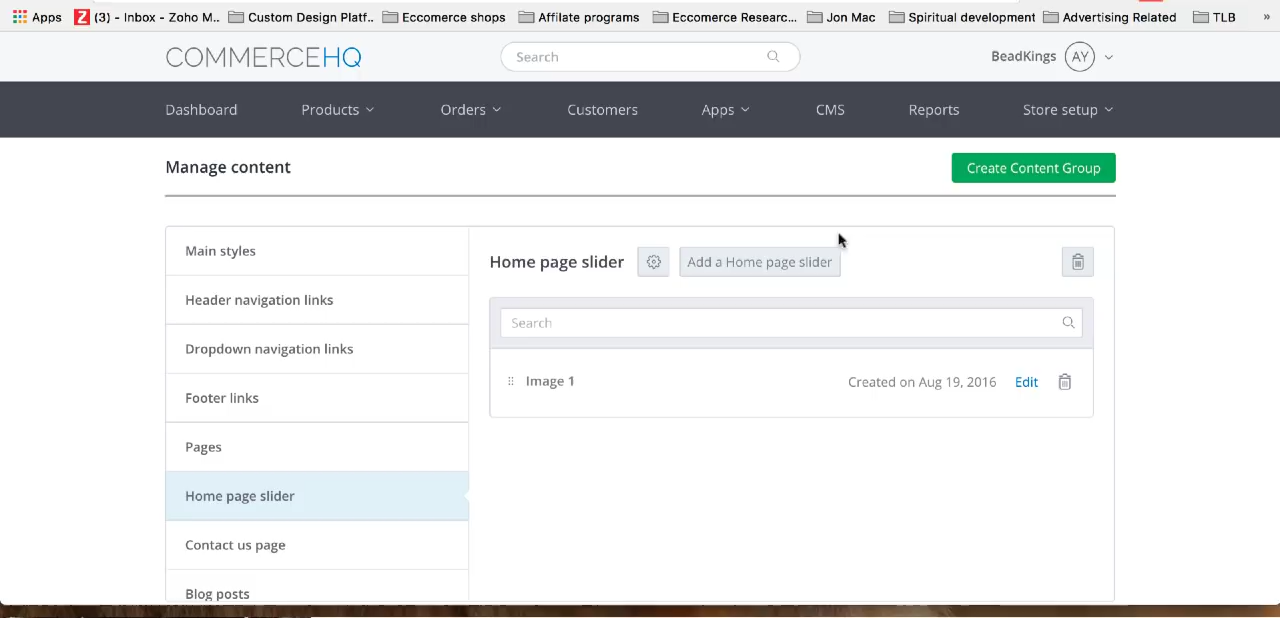 Apps (3) - Inbox - Zoho M.. Custom Design Platf.. Eccomerce shops Affilate programs Eccomerce Researc... Jon Mac Spiritual development Advertising Related TLB »
COMMERCEHQ Search BeadKings AY
Dashboard Products Orders Customers Apps CMS Reports Store setup
Manage content Create Content Group
Main styles
Header navigation links
Dropdown navigation links
Footer links
Pages
Home page slider
Contact us page
Blog posts
Home page slider Add a Home page slider
Search
Image 1 Created on Aug 19, 2016 Edit